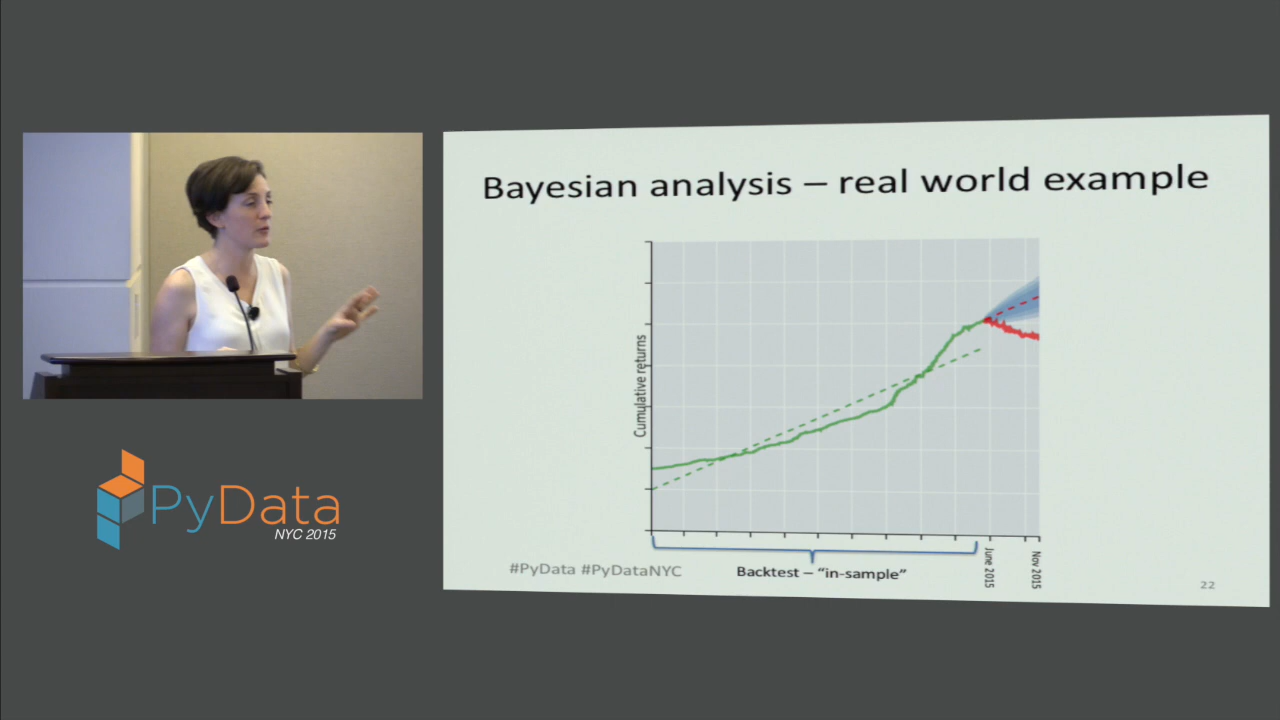 Bayesian analysis – real world example
Cumulative returns
June 2015
Nov 2015
Backtest – “in-sample”
#PyData #PyDataNYC
22
PyData
NYC 2015